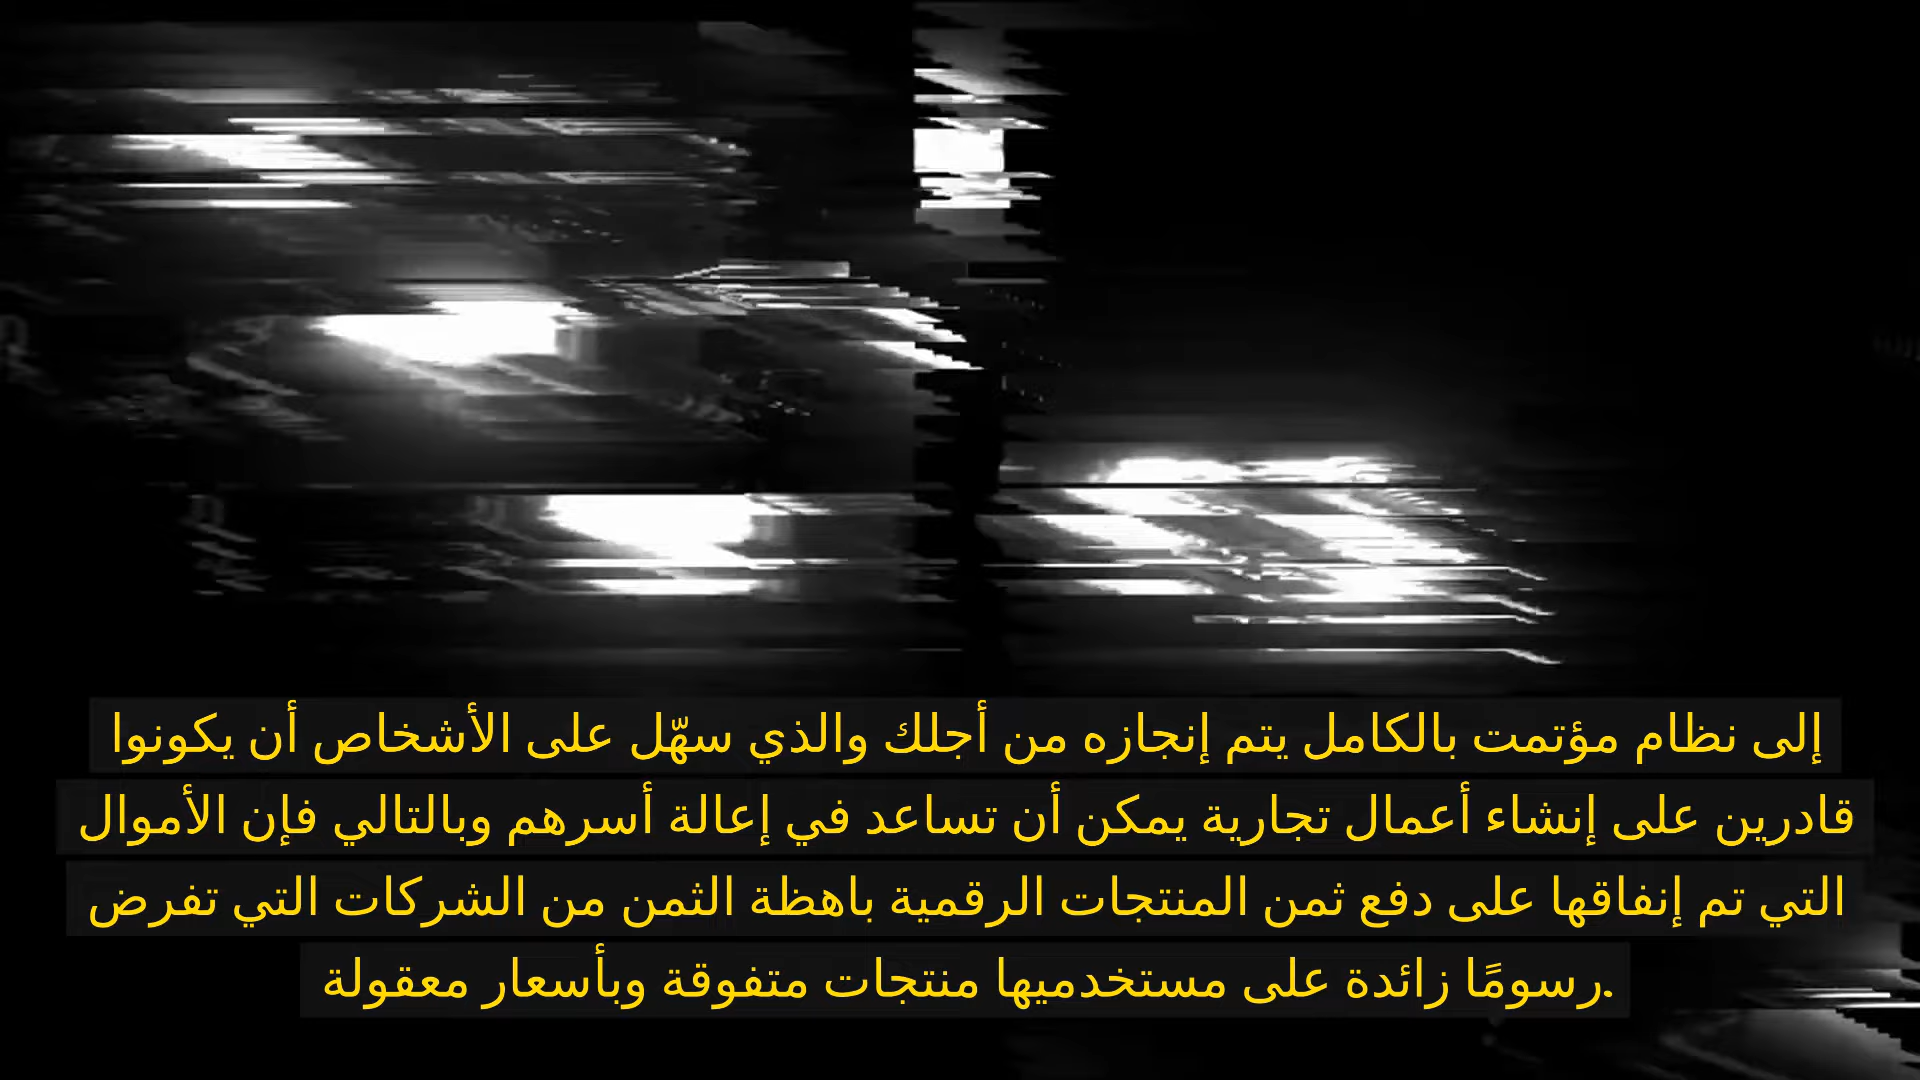 إلى نظام مؤتمت بالكامل يتم إنجازه من أجلك والذي سهّل على الأشخاص أن يكونوا
قادرين على إنشاء أعمال تجارية يمكن أن تساعد في إعالة أسرهم وبالتالي فإن الأموال
التي تم إنفاقها على دفع ثمن المنتجات الرقمية باهظة الثمن من الشركات التي تفرض
.رسومًا زائدة على مستخدميها منتجات متفوقة وبأسعار معقولة